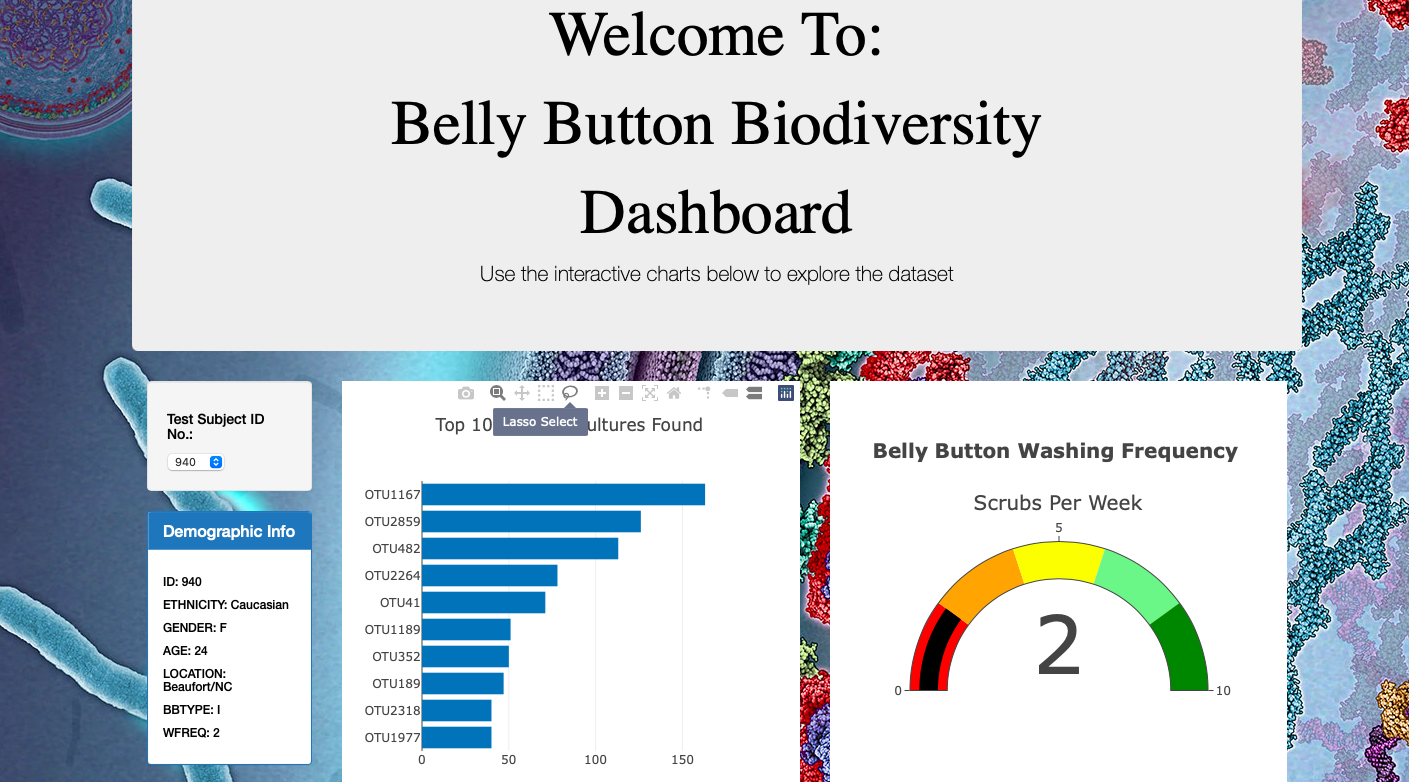 Welcome To:
Belly Button Biodiversity
Dashboard
Use the interactive charts below to explore the dataset
Test Subject ID
No.:
940
Demographic Info
ID: 940
ETHNICITY: Caucasian
GENDER: F
AGE: 24
LOCATION:
Beaufort/NC
BBTYPE: I
WFREQ: 2
Lasso Select
Top 10 ultures Found
OTU1167
OTU2859
OTU482
OTU2264
OTU41
OTU1189
OTU352
OTU189
OTU2318
OTU1977
0 50 100 150
Belly Button Washing Frequency
Scrubs Per Week
5
2
0 10